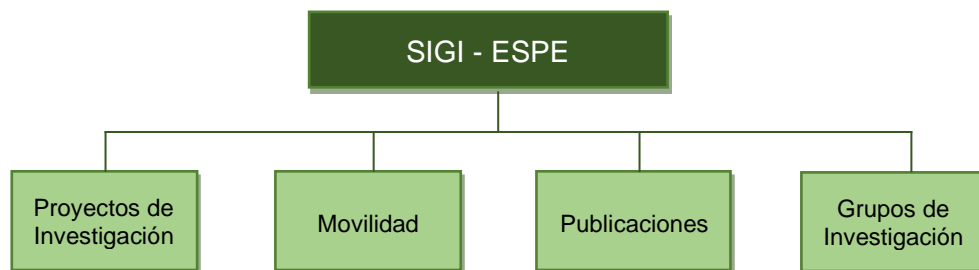 SIGI - ESPE
Proyectos de
Investigación
Movilidad
Publicaciones
Grupos de
Investigación